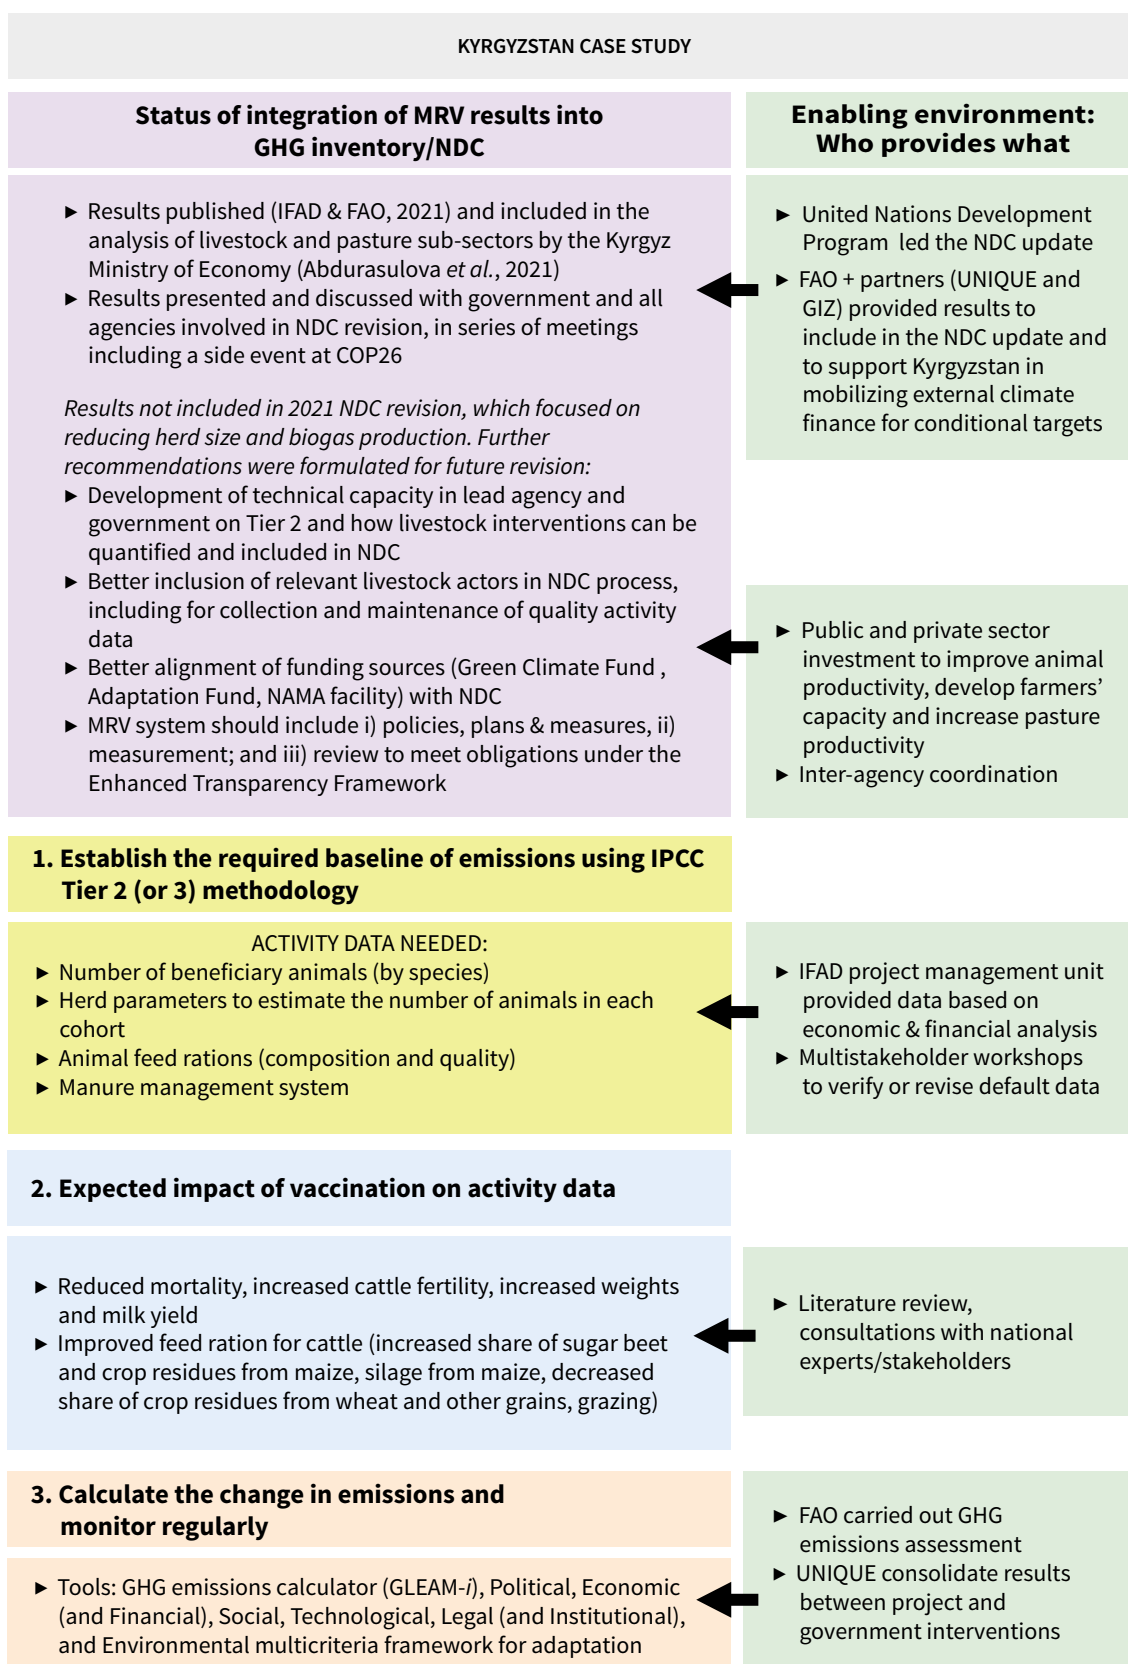 KYRGYZSTAN CASE STUDY
Status of integration of MRV results into
GHG inventory/NDC
► Results published (IFAD & FAO, 2021) and included in the
analysis of livestock and pasture sub-sectors by the Kyrgyz
Ministry of Economy (Abdurasulova et al., 2021)
► Results presented and discussed with government and all
agencies involved in NDC revision, in series of meetings
including a side event at COP26
Results not included in 2021 NDC revision, which focused on
reducing herd size and biogas production. Further
recommendations were formulated for future revision:
► Development of technical capacity in lead agency and
government on Tier 2 and how livestock interventions can be
quantified and included in NDC
► Better inclusion of relevant livestock actors in NDC process,
including for collection and maintenance of quality activity
data
► Better alignment of funding sources (Green Climate Fund ,
Adaptation Fund, NAMA facility) with NDC
► MRV system should include i) policies, plans & measures, ii)
measurement; and iii) review to meet obligations under the
Enhanced Transparency Framework
Enabling environment:
Who provides what
► United Nations Development
Program led the NDC update
► FAO + partners (UNIQUE and
GIZ) provided results to
include in the NDC update and
to support Kyrgyzstan in
mobilizing external climate
finance for conditional targets
► Public and private sector
investment to improve animal
productivity, develop farmers’
capacity and increase pasture
productivity
► Inter-agency coordination
1. Establish the required baseline of emissions using IPCC
Tier 2 (or 3) methodology
ACTIVITY DATA NEEDED:
► Number of beneficiary animals (by species)
► Herd parameters to estimate the number of animals in each
cohort
► Animal feed rations (composition and quality)
► Manure management system
► IFAD project management unit
provided data based on
economic & financial analysis
► Multistakeholder workshops
to verify or revise default data
2. Expected impact of vaccination on activity data
► Reduced mortality, increased cattle fertility, increased weights
and milk yield
► Improved feed ration for cattle (increased share of sugar beet
and crop residues from maize, silage from maize, decreased
share of crop residues from wheat and other grains, grazing)
► Literature review,
consultations with national
experts/stakeholders
3. Calculate the change in emissions and
monitor regularly
► Tools: GHG emissions calculator (GLEAM-i), Political, Economic
(and Financial), Social, Technological, Legal (and Institutional),
and Environmental multicriteria framework for adaptation
► FAO carried out GHG
emissions assessment
► UNIQUE consolidate results
between project and
government interventions